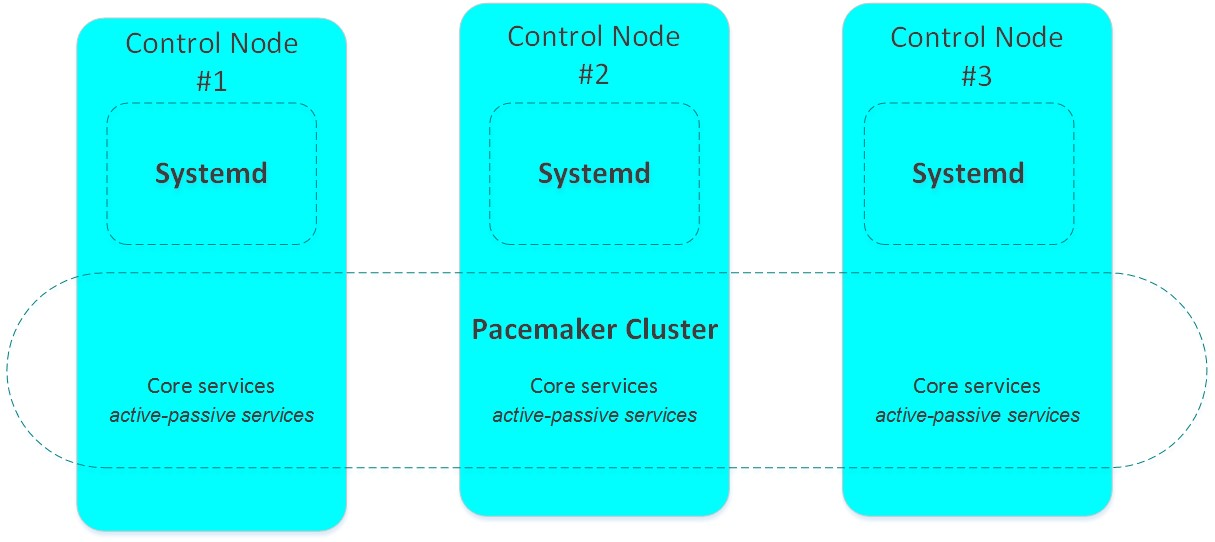 Control Node
#1
Systemd
Control Node
#2
Systemd
Control Node
#3
Systemd
Pacemaker Cluster
Core services
active-passive services
Core services
active-passive services
Core services
active-passive services